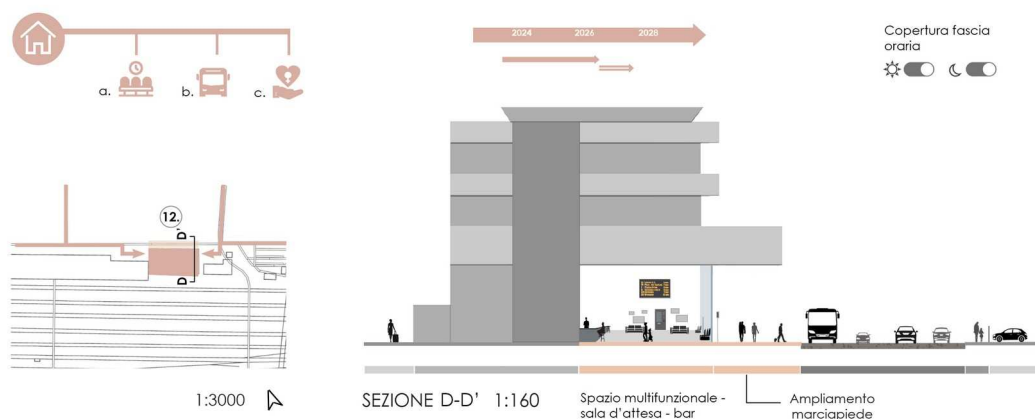 2024 2026 2028
Copertura fascia
oraria
a. b. c.
12.
D'
D
1:3000
SEZIONE D-D' 1:160
Spazio multifunzionale -
sala d'attesa - bar
Ampliamento
marciapiede